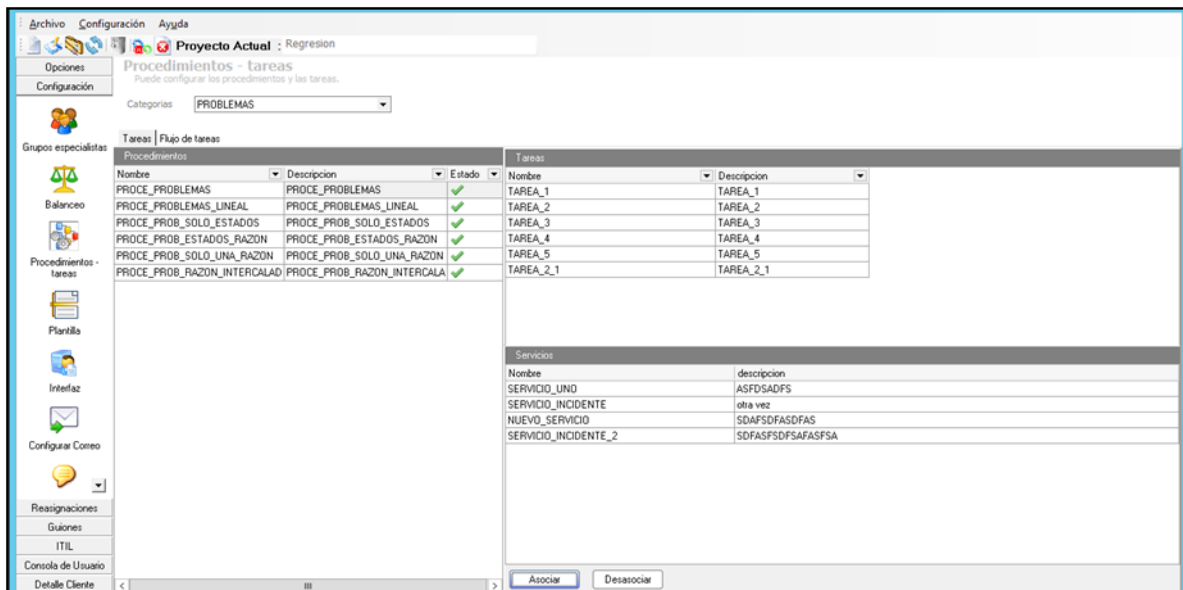 Archivo Configuración Ayuda
Proyecto Actual : Regresion
Opciones
Configuración
Grupos especialistas
Balanceo
Procedimientos -
tareas
Plantilla
Interfaz
Configurar Correo
Reasignaciones
Guiones
ITIL
Consola de Usuario
Detalle Cliente
Procedimientos - tareas
Puede configurar los procedimientos y las tareas.
Categorias PROBLEMAS
Tareas Flujo de tareas
Procedimientos
Nombre Descripcion Estado
PROCE_PROBLEMAS PROCE_PROBLEMAS
PROCE_PROBLEMAS_LINEAL PROCE_PROBLEMAS_LINEAL
PROCE_PROB_SOLO_ESTADOS PROCE_PROB_SOLO_ESTADOS
PROCE_PROB_ESTADOS_RAZON PROCE_PROB_ESTADOS_RAZON
PROCE_PROB_SOLO_UNA_RAZON PROCE_PROB_SOLO_UNA_RAZON
PROCE_PROB_RAZON_INTERCALAD PROCE_PROB_RAZON_INTERCALA
Tareas
Nombre Descripcion
TAREA_1 TAREA_1
TAREA_2 TAREA_2
TAREA_3 TAREA_3
TAREA_4 TAREA_4
TAREA_5 TAREA_5
TAREA_2_1 TAREA_2_1
Servicios
Nombre descripcion
SERVICIO_UNO ASFDSADFS
SERVICIO_INCIDENTE otra vez
NUEVO_SERVICIO SDAFSDFASDFAS
SERVICIO_INCIDENTE_2 SDFASFSDFSAFASFSA
Asociar Desasociar